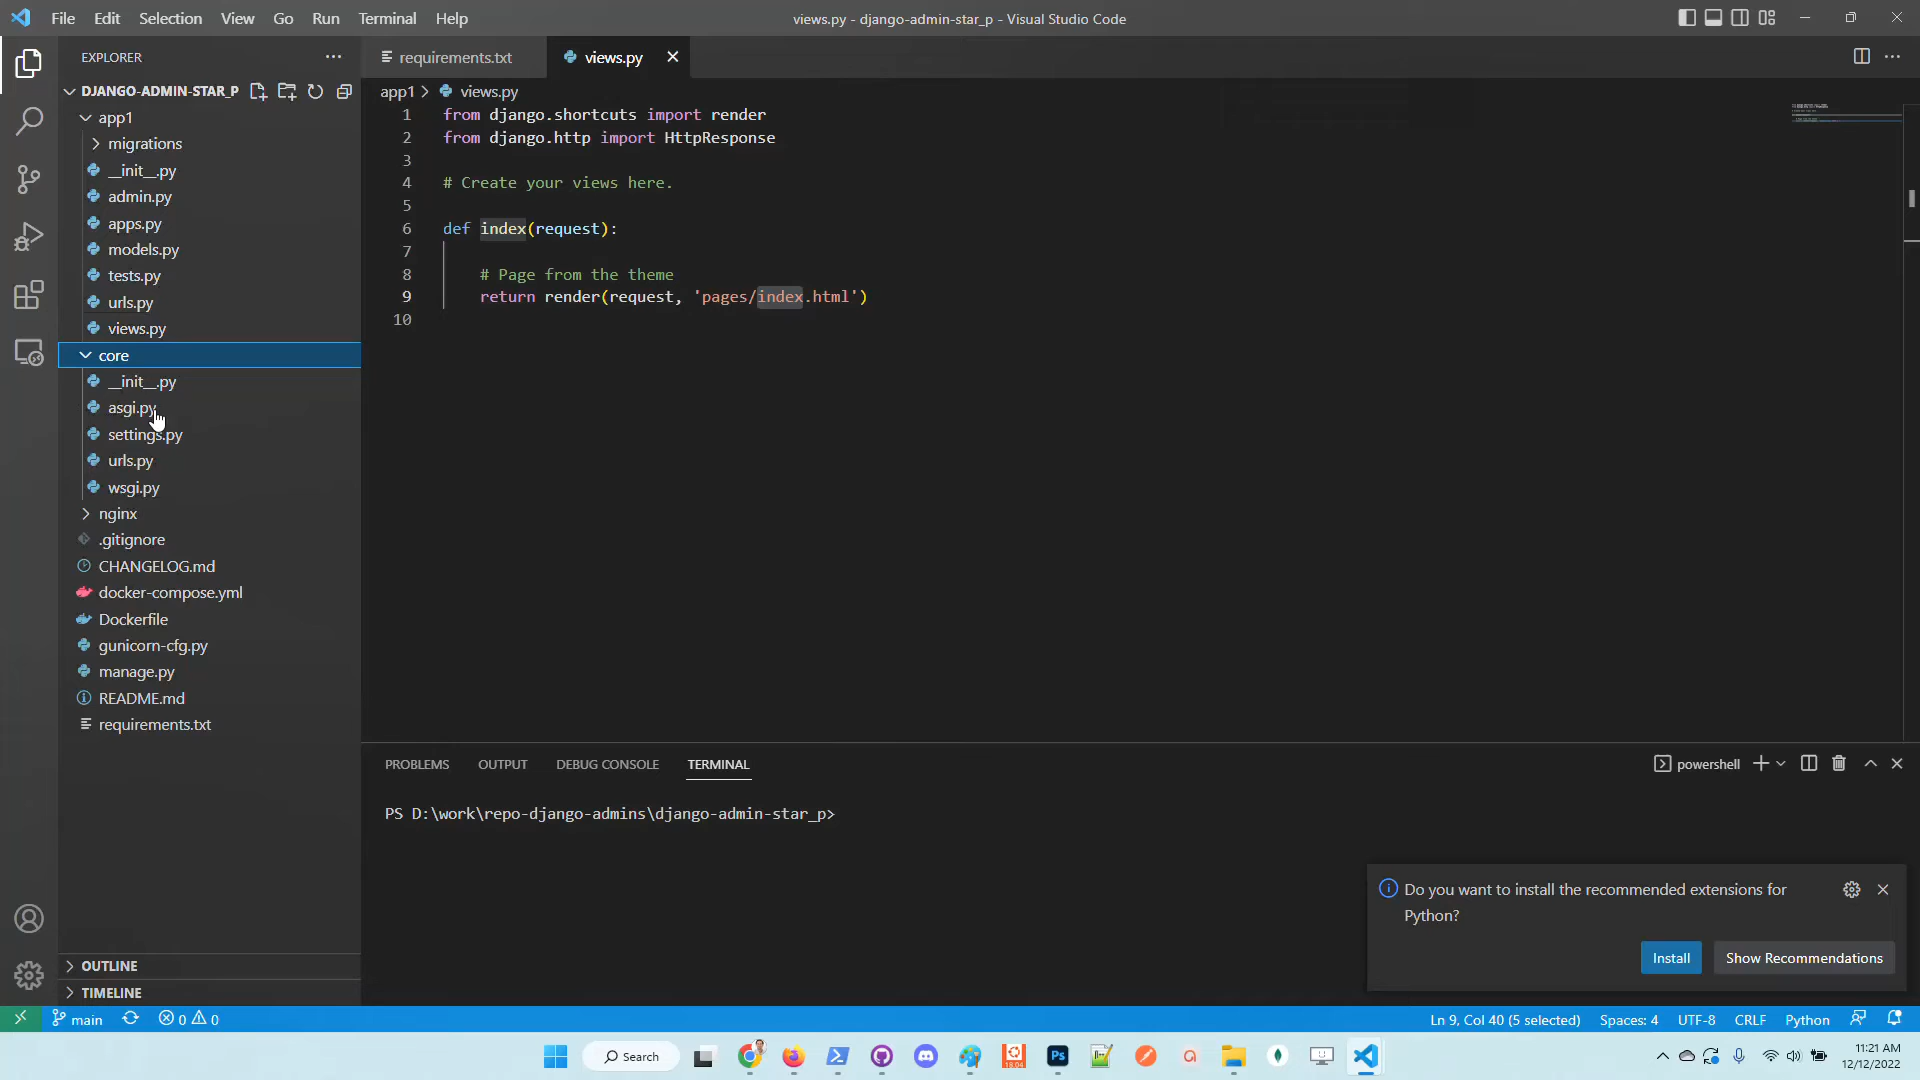 File Edit Selection View Go Run Terminal Help
views.py - django-admin-star_p - Visual Studio Code
EXPLORER
DJANGO-ADMIN-STAR_P
app1
migrations
__init__.py
admin.py
apps.py
models.py
tests.py
urls.py
views.py
core
__init__.py
asgi.py
settings.py
urls.py
wsgi.py
nginx
.gitignore
CHANGELOG.md
docker-compose.yml
Dockerfile
gunicorn-cfg.py
manage.py
README.md
requirements.txt
OUTLINE
TIMELINE
requirements.txt views.py
app1 > views.py
1 from django.shortcuts import render
2 from django.http import HttpResponse
3
4 # Create your views here.
5
6 def index(request):
7
8 # Page from the theme
9 return render(request, 'pages/index.html')
10
PROBLEMS OUTPUT DEBUG CONSOLE TERMINAL
powershell
PS D:\work\repo-django-admins\django-admin-star_p>
Do you want to install the recommended extensions for
Python?
Install Show Recommendations
main 0 0
Ln 9, Col 40 (5 selected) Spaces: 4 UTF-8 CRLF Python
Search
Ps
18.04
11:21 AM
12/12/2022